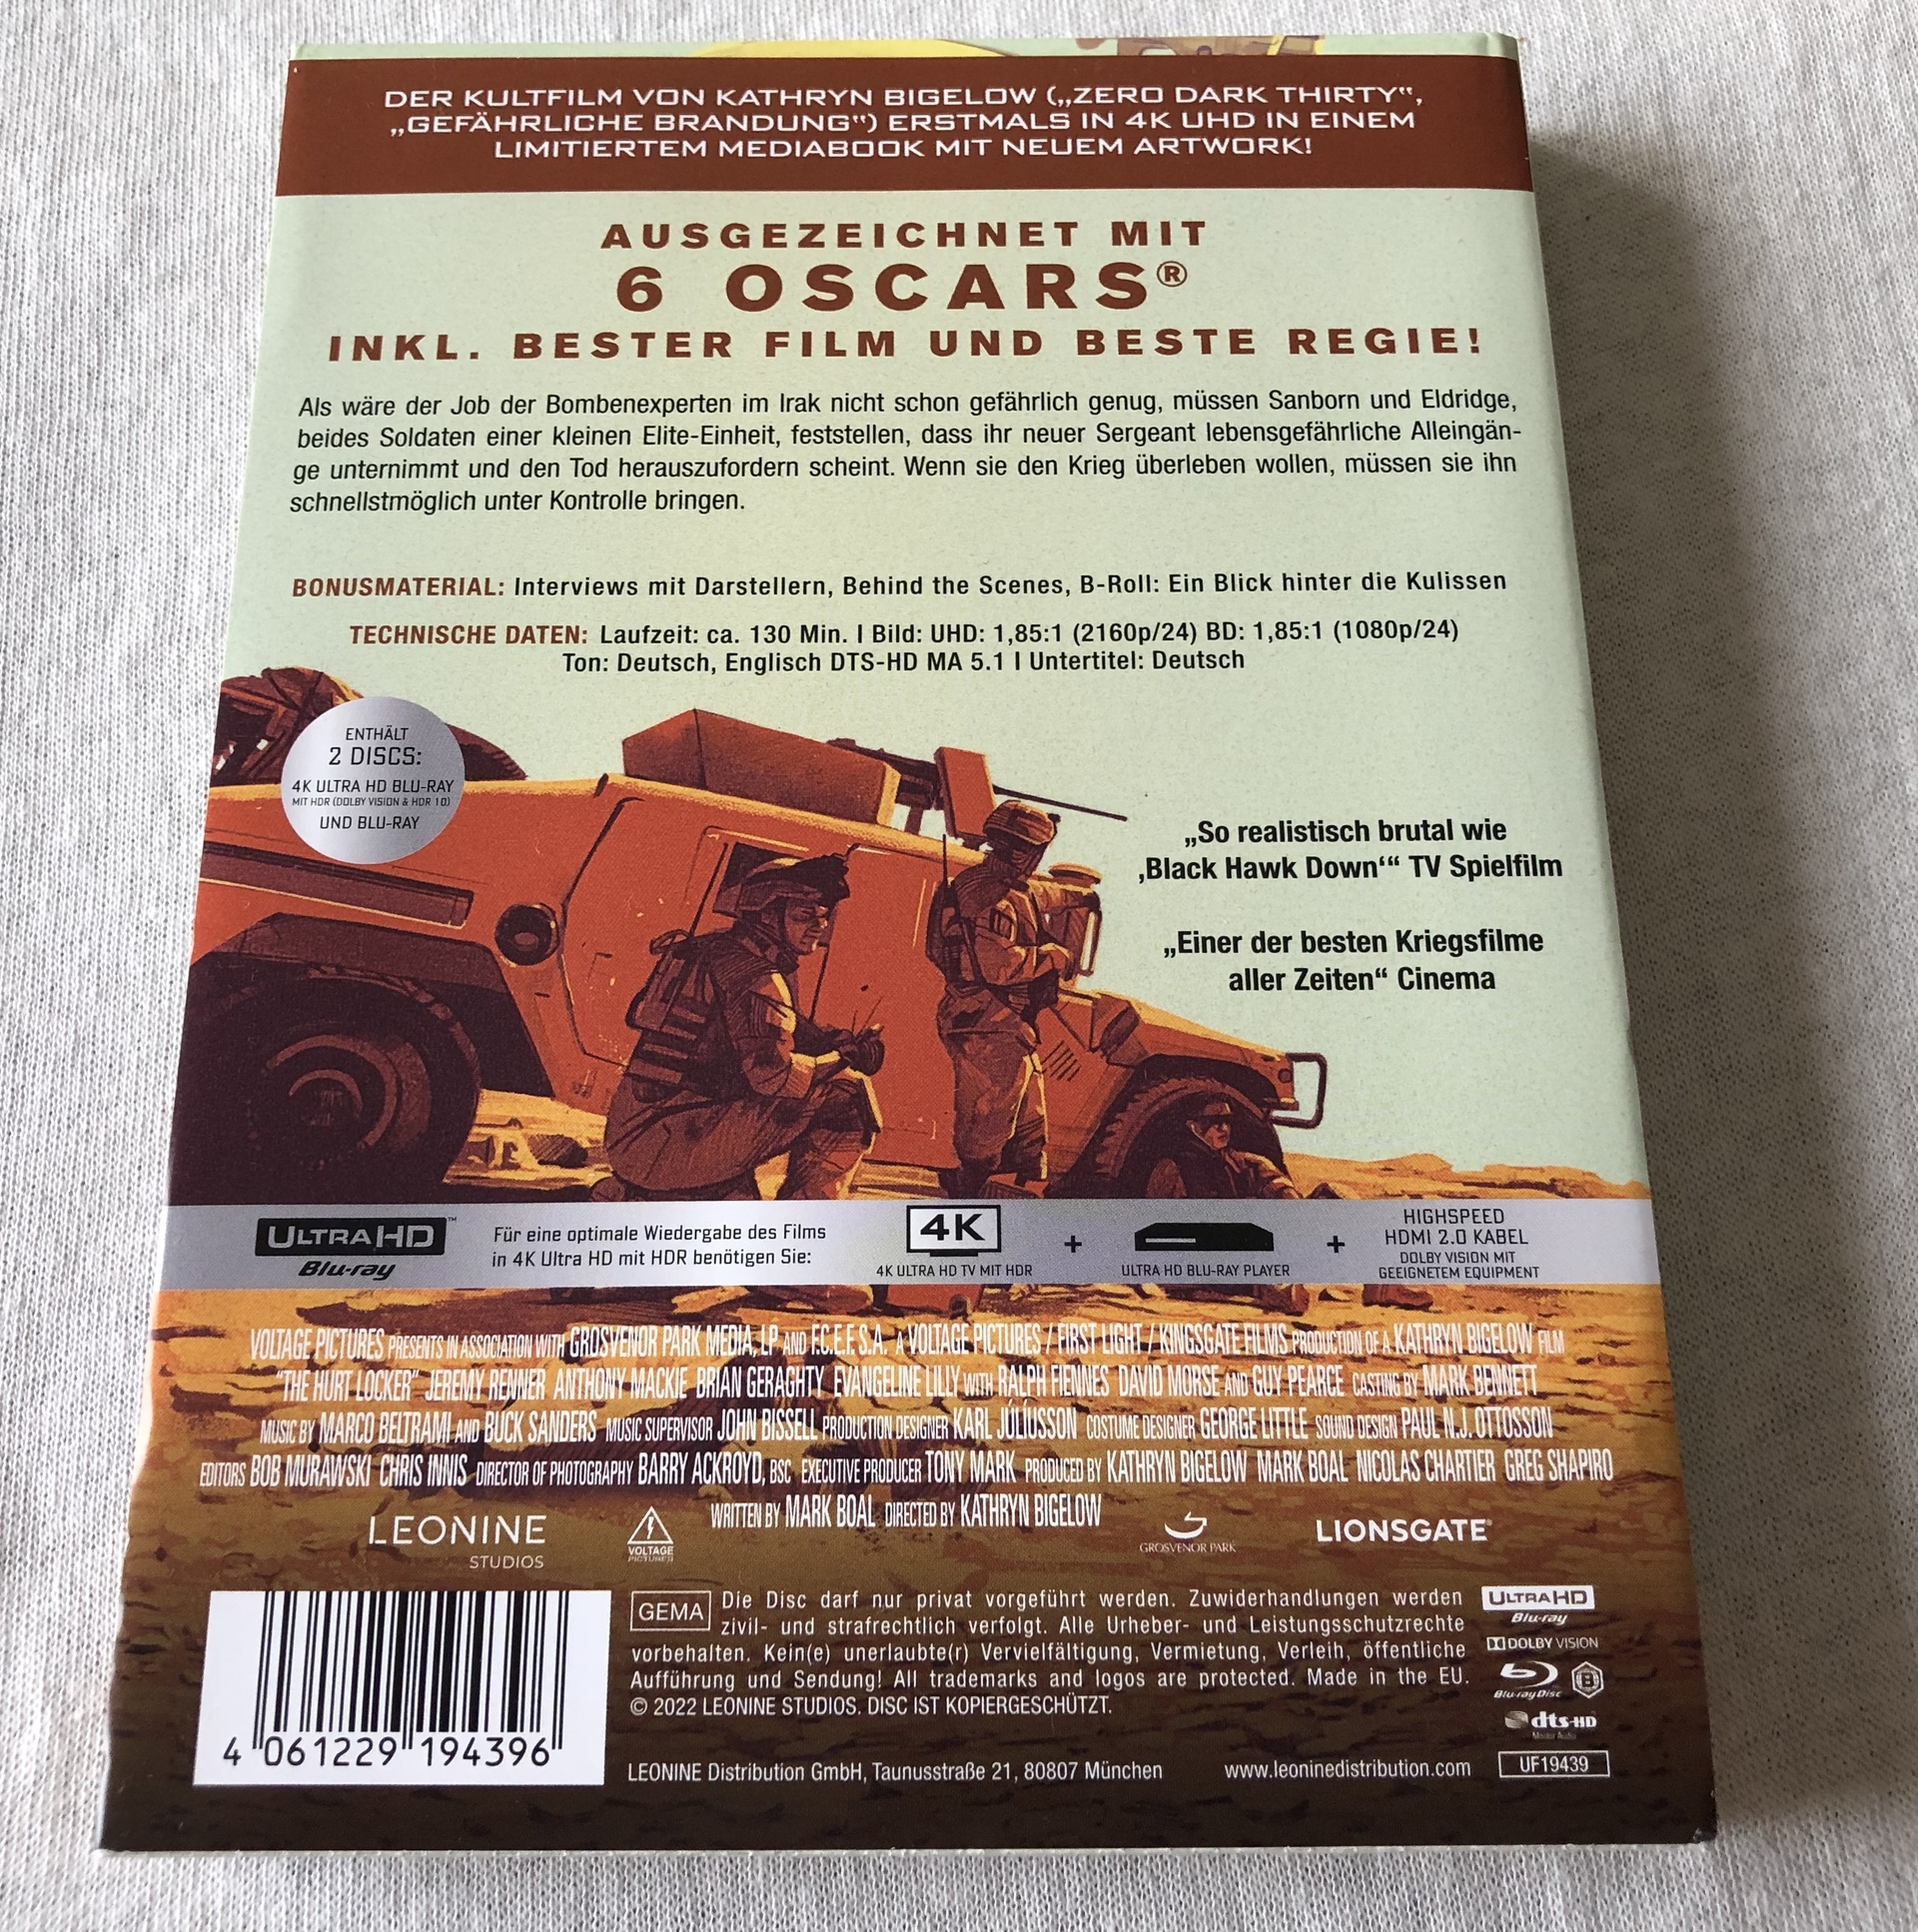 DER KULTFILM VON KATHRYN BIGELOW („ZERO DARK THIRTY“,
„GEFÄHRLICHE BRANDUNG“) ERSTMALS IN 4K UHD IN EINEM
LIMITIERTEM MEDIABOOK MIT NEUEM ARTWORK!
AUSGEZEICHNET MIT
6 OSCARS®
INKL. BESTER FILM UND BESTE REGIE!
Als wäre der Job der Bombenexperten im Irak nicht schon gefährlich genug, müssen Sanborn und Eldridge,
beides Soldaten einer kleinen Elite-Einheit, feststellen, dass ihr neuer Sergeant lebensgefährliche Alleingän-
ge unternimmt und den Tod herauszufordern scheint. Wenn sie den Krieg überleben wollen, müssen sie ihn
schnellstmöglich unter Kontrolle bringen.
BONUSMATERIAL: Interviews mit Darstellern, Behind the Scenes, B-Roll: Ein Blick hinter die Kulissen
TECHNISCHE DATEN: Laufzeit: ca. 130 Min. I Bild: UHD: 1,85:1 (2160p/24) BD: 1,85:1 (1080p/24)
Ton: Deutsch, Englisch DTS-HD MA 5.1 I Untertitel: Deutsch
ENTHÄLT
2 DISCS:
4K ULTRA HD BLU-RAY
MIT HDR (DOLBY VISION & HDR 10)
UND BLU-RAY
„So realistisch brutal wie
‚Black Hawk Down‘“ TV Spielfilm
„Einer der besten Kriegsfilme
aller Zeiten“ Cinema
ULTRA HD™
Blu-ray
Für eine optimale Wiedergabe des Films
in 4K Ultra HD mit HDR benötigen Sie:
4K
4K ULTRA HD TV MIT HDR
+
ULTRA HD BLU-RAY PLAYER
+
HIGHSPEED
HDMI 2.0 KABEL
DOLBY VISION MIT
GEEIGNETEM EQUIPMENT
VOLTAGE PICTURES PRESENTS IN ASSOCIATION WITH GROSVENOR PARK MEDIA, LP AND F.C.E.F. S.A. A VOLTAGE PICTURES / FIRST LIGHT / KINGSGATE FILMS PRODUCTION OF A KATHRYN BIGELOW FILM
“THE HURT LOCKER” JEREMY RENNER ANTHONY MACKIE BRIAN GERAGHTY EVANGELINE LILLY WITH RALPH FIENNES DAVID MORSE AND GUY PEARCE CASTING BY MARK BENNETT
MUSIC BY MARCO BELTRAMI AND BUCK SANDERS MUSIC SUPERVISOR JOHN BISSELL PRODUCTION DESIGNER KARL JÚLÍUSSON COSTUME DESIGNER GEORGE LITTLE SOUND DESIGN PAUL N.J. OTTOSSON
EDITORS BOB MURAWSKI CHRIS INNIS DIRECTOR OF PHOTOGRAPHY BARRY ACKROYD, BSC EXECUTIVE PRODUCER TONY MARK PRODUCED BY KATHRYN BIGELOW MARK BOAL NICOLAS CHARTIER GREG SHAPIRO
WRITTEN BY MARK BOAL DIRECTED BY KATHRYN BIGELOW
LEONINE
STUDIOS
VOLTAGE
PICTURES
GROSVENOR PARK
LIONSGATE®
4 061229 194396
GEMA
Die Disc darf nur privat vorgeführt werden. Zuwiderhandlungen werden
zivil- und strafrechtlich verfolgt. Alle Urheber- und Leistungsschutzrechte
vorbehalten. Kein(e) unerlaubte(r) Vervielfältigung, Vermietung, Verleih, öffentliche
Aufführung und Sendung! All trademarks and logos are protected. Made in the EU.
© 2022 LEONINE STUDIOS. DISC IST KOPIERGESCHÜTZT.
LEONINE Distribution GmbH, Taunusstraße 21, 80807 München
www.leoninedistribution.com
ULTRA HD
Blu-ray
DOLBY VISION
Blu-ray Disc
B
dts-HD
Master Audio
UF19439